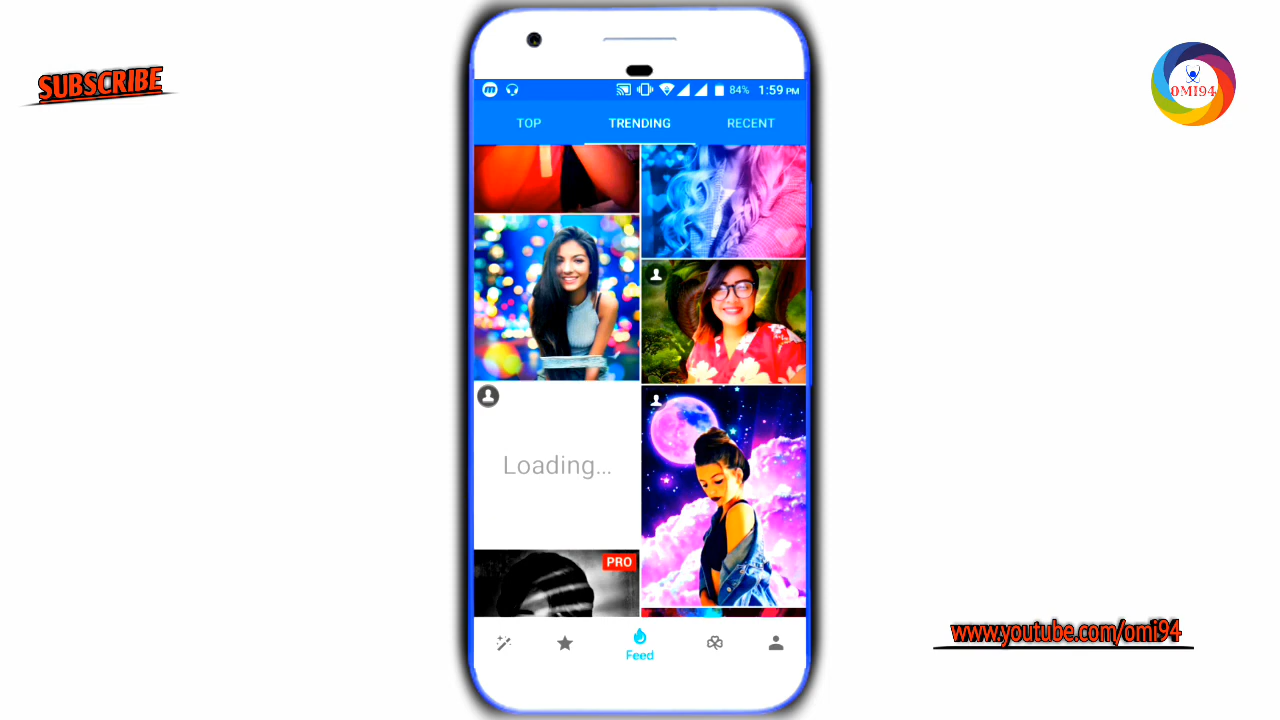 SUBSCRIBE
OMI94
m
84% 1:59 PM
TOP TRENDING RECENT
Loading...
PRO
Feed
www.youtube.com/omi94